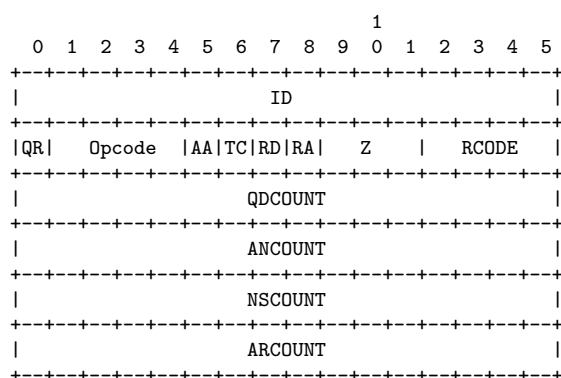 1
0 1 2 3 4 5 6 7 8 9 0 1 2 3 4 5
+--+--+--+--+--+--+--+--+--+--+--+--+--+--+--+--+
| ID |
+--+--+--+--+--+--+--+--+--+--+--+--+--+--+--+--+
|QR| Opcode |AA|TC|RD|RA| Z | RCODE |
+--+--+--+--+--+--+--+--+--+--+--+--+--+--+--+--+
| QDCOUNT |
+--+--+--+--+--+--+--+--+--+--+--+--+--+--+--+--+
| ANCOUNT |
+--+--+--+--+--+--+--+--+--+--+--+--+--+--+--+--+
| NSCOUNT |
+--+--+--+--+--+--+--+--+--+--+--+--+--+--+--+--+
| ARCOUNT |
+--+--+--+--+--+--+--+--+--+--+--+--+--+--+--+--+